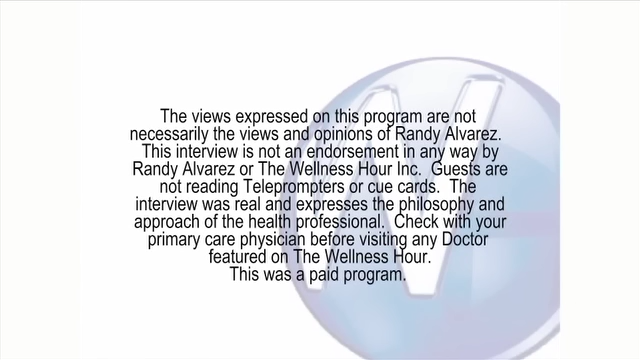 The views expressed on this program are not
necessarily the views and opinions of Randy Alvarez.
This interview is not an endorsement in any way by
Randy Alvarez or The Wellness Hour Inc.  Guests are
not reading Teleprompters or cue cards.  The
interview was real and expresses the philosophy and
approach of the health professional.  Check with your
primary care physician before visiting any Doctor
featured on The Wellness Hour.
This was a paid program.